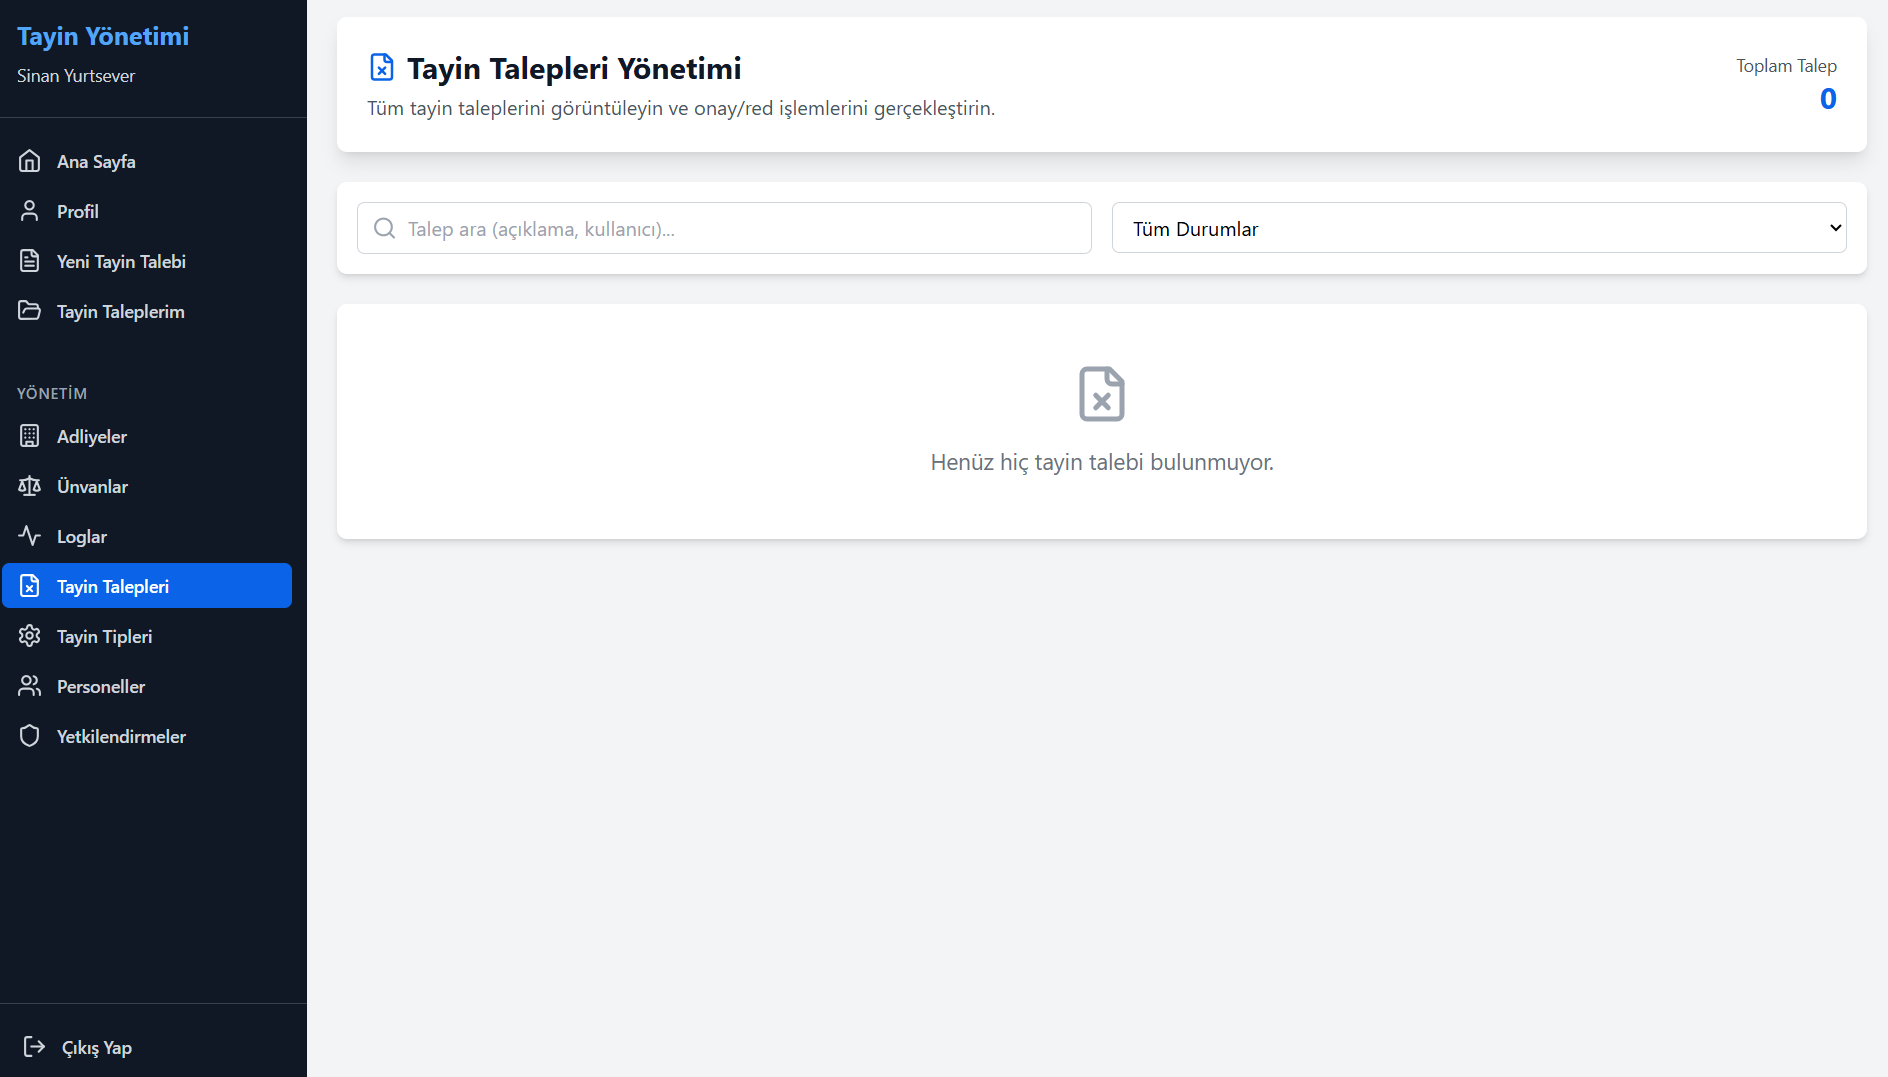 Tayin Yönetimi
Sinan Yurtsever
Ana Sayfa
Profil
Yeni Tayin Talebi
Tayin Taleplerim
YÖNETİM
Adliyeler
Ünvanlar
Loglar
Tayin Talepleri
Tayin Tipleri
Personeller
Yetkilendirmeler
Çıkış Yap
Tayin Talepleri Yönetimi
Tüm tayin taleplerini görüntüleyin ve onay/red işlemlerini gerçekleştirin.
Toplam Talep
0
Talep ara (açıklama, kullanıcı)...
Tüm Durumlar
Henüz hiç tayin talebi bulunmuyor.